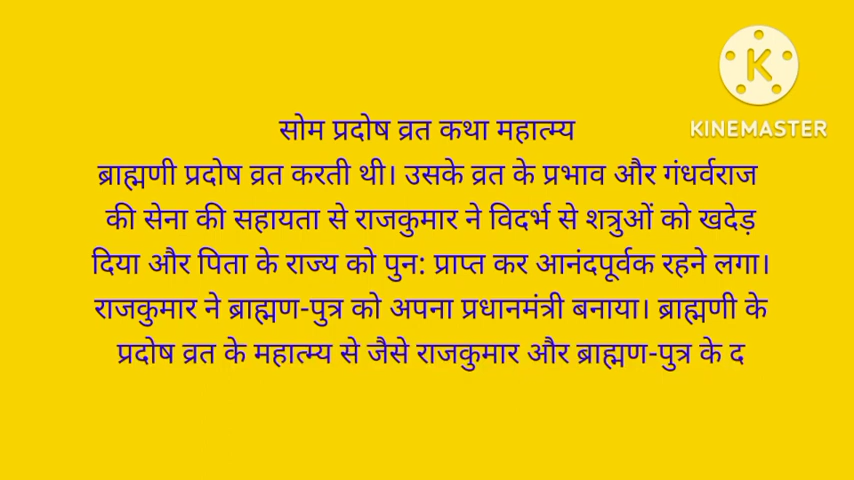 सोम प्रदोष व्रत कथा महात्म्य
ब्राह्मणी प्रदोष व्रत करती थी। उसके व्रत के प्रभाव और गंधर्वराज
की सेना की सहायता से राजकुमार ने विदर्भ से शत्रुओं को खदेड़
दिया और पिता के राज्य को पुन: प्राप्त कर आनंदपूर्वक रहने लगा।
राजकुमार ने ब्राह्मण-पुत्र को अपना प्रधानमंत्री बनाया। ब्राह्मणी के
प्रदोष व्रत के महात्म्य से जैसे राजकुमार और ब्राह्मण-पुत्र के द
K
KINEMASTER